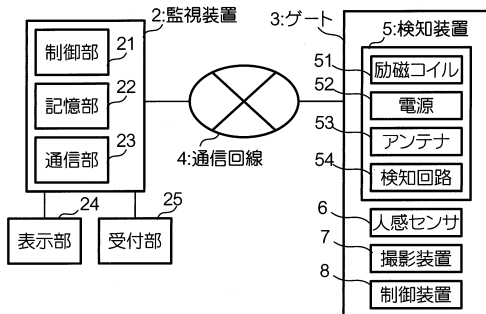 2:監視装置
制御部
21
記憶部
22
通信部
23
表示部
24
受付部
25
4:通信回線
3:ゲート
5:検知装置
51
励磁コイル
52
電源
53
アンテナ
54
検知回路
6
人感センサ
7
撮影装置
8
制御装置